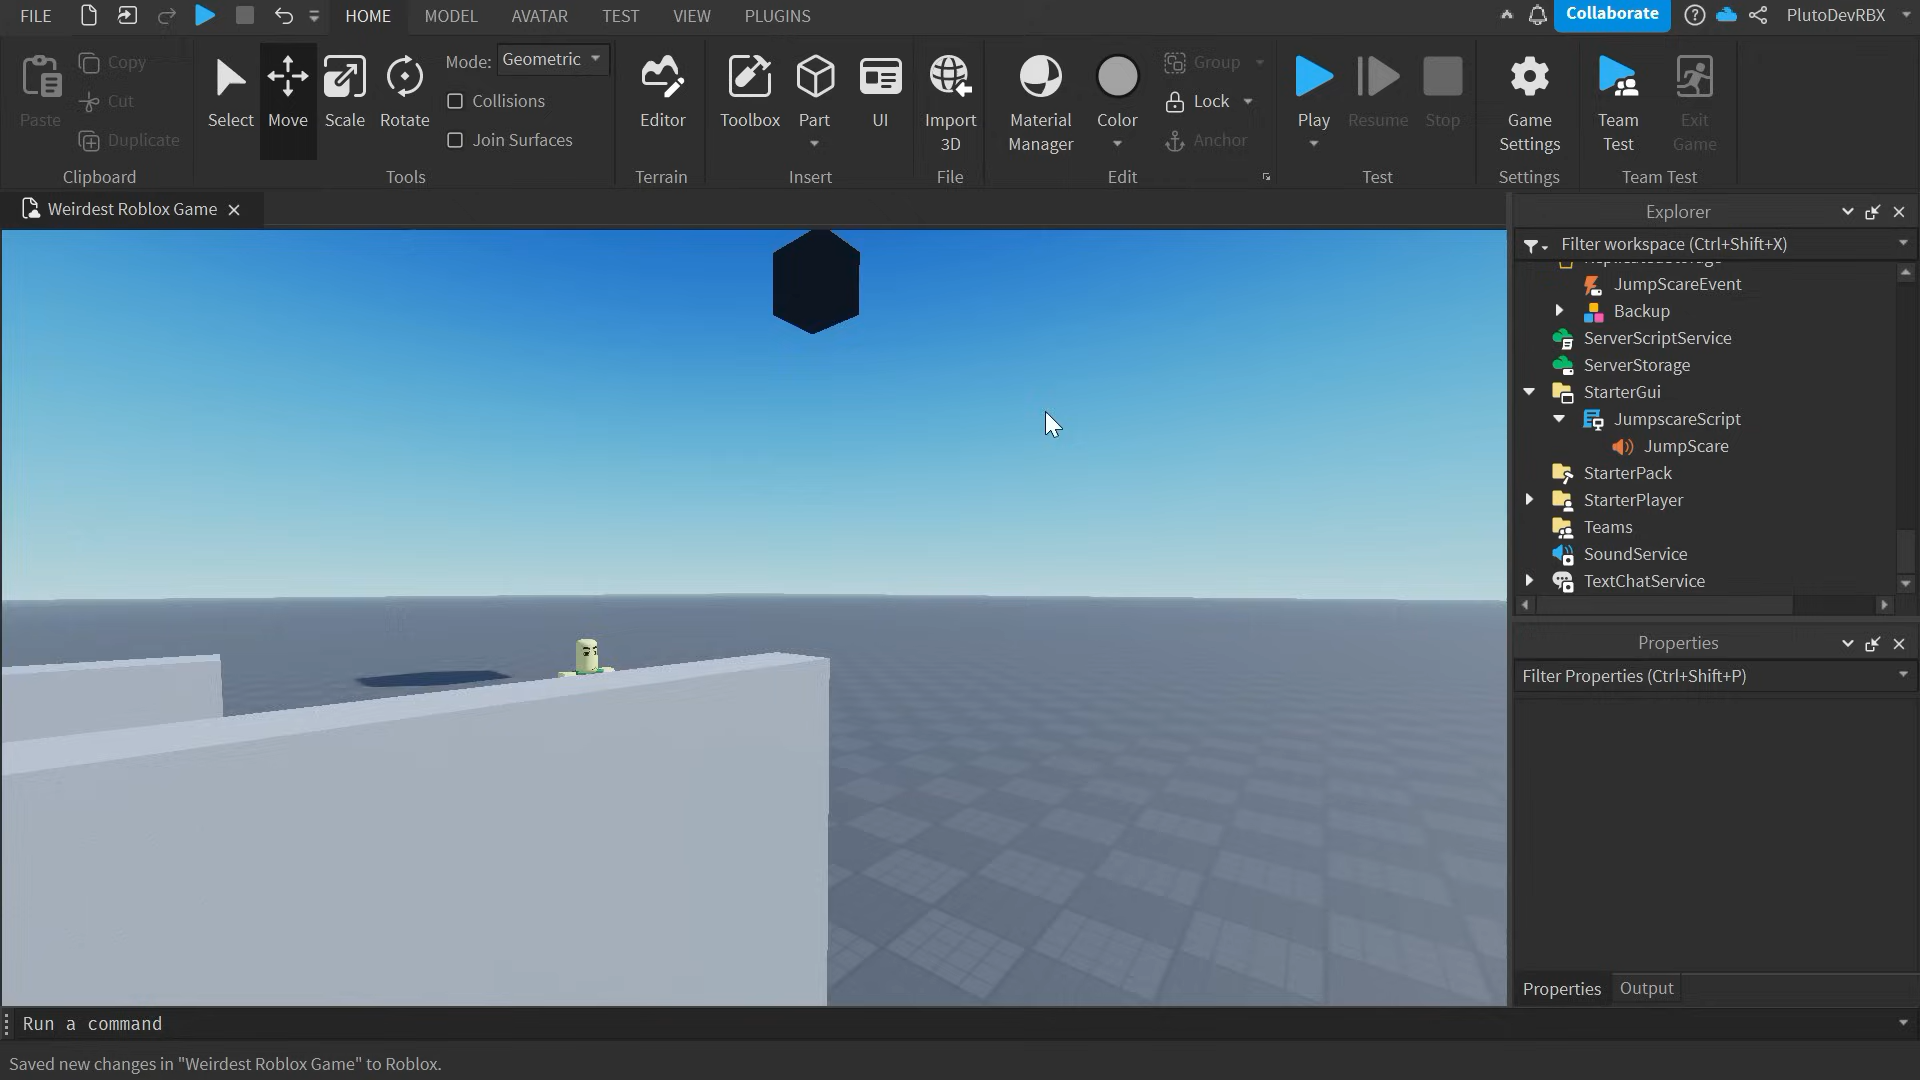 FILE HOME MODEL AVATAR TEST VIEW PLUGINS Collaborate PlutoDevRBX
Paste Copy Cut Duplicate
Clipboard
Select Move Scale Rotate
Mode: Geometric
Collisions
Join Surfaces
Tools
Editor
Terrain
Toolbox Part UI
Insert
Import
3D
File
Material
Manager
Color
Group
Lock
Anchor
Edit
Play Resume Stop
Test
Game
Settings
Settings
Team
Test
Exit
Game
Team Test
Weirdest Roblox Game
Explorer
Filter workspace (Ctrl+Shift+X)
ReplicatedStorage
JumpScareEvent
Backup
ServerScriptService
ServerStorage
StarterGui
JumpscareScript
JumpScare
StarterPack
StarterPlayer
Teams
SoundService
TextChatService
Properties
Filter Properties (Ctrl+Shift+P)
Properties Output
Run a command
Saved new changes in "Weirdest Roblox Game" to Roblox.